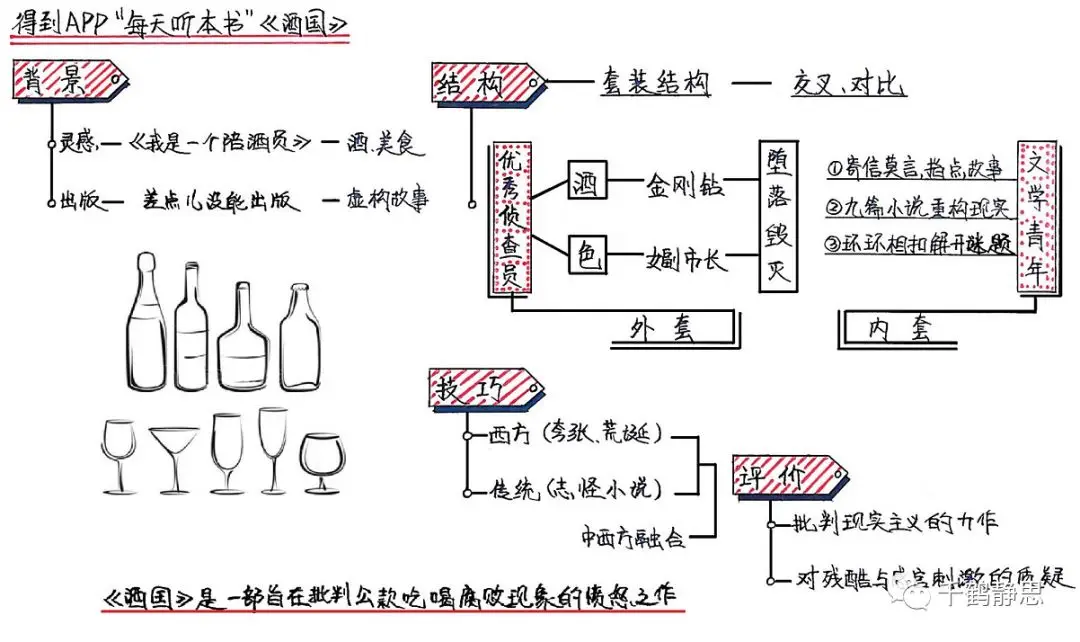 得到APP“每天听本书”《酒国》
背景
灵感—《我是一个陪酒员》—酒、美食
出版—差点儿没能出版—虚构故事
结构—套装结构—交叉、对比
优秀侦查员
酒—金刚钻
色—女副市长
堕落毁灭
外套
①寄信莫言,挡点故事
②九篇小说重构现实
③环环相扣解开谜题
文学青年
内套
技巧
西方(夸张、荒诞)
传统(志怪小说)
中西方融合
评价
批判现实主义的力作
对残酷与感官刺激的质疑
《酒国》是一部旨在批判公款吃喝腐败现象的愤怒之作
千鹤静思